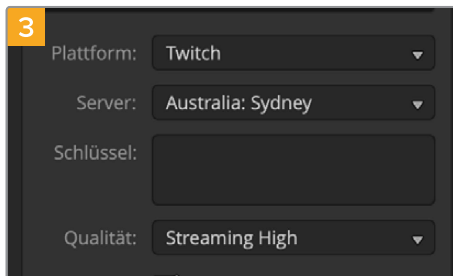 3
Plattform: Twitch
Server: Australia: Sydney
Schlüssel:
Qualität: Streaming High